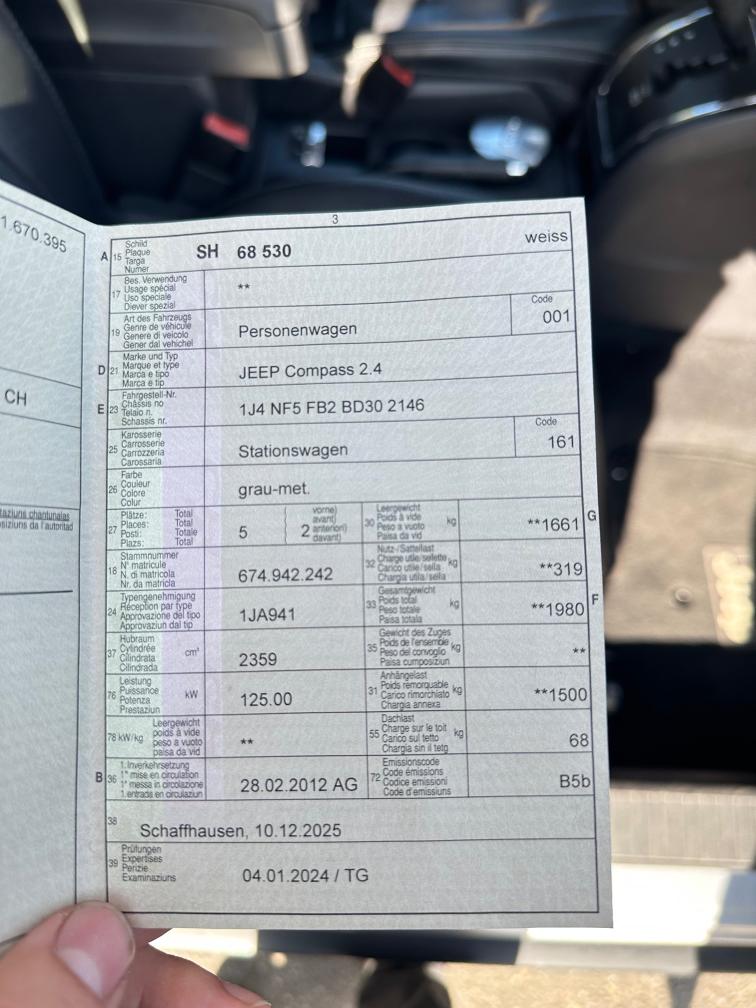 1.670.395
CH
taziuns chantunalas
siziuns da l'autoritad
3
A 15 Schild
Plaque
Targa
Numer
SH 68 530
weiss
17 Bes. Verwendung
Usage spécial
Uso speciale
Diever spezial
**
19 Art des Fahrzeugs
Genre de véhicule
Genere di veicolo
Gener dal vehichel
Personenwagen
Code
001
D 21 Marke und Typ
Marque et type
Marca e tipo
Marca e tip
JEEP Compass 2.4
E 23 Fahrgestell-Nr.
Châssis no
Telaio n.
Schassis nr.
1J4 NF5 FB2 BD30 2146
25 Karosserie
Carrosserie
Carrozzeria
Carossaria
Stationswagen
Code
161
26 Farbe
Couleur
Colore
Colur
grau-met.
27 Plätze: Total
Places: Total
Posti: Totale
Plazs: Total
5
2
vorne)
avant)
anteriori)
davant)
30 Leergewicht
Poids à vide
Peso a vuoto
Paisa da vid
kg
**1661 G
18 Stammnummer
N° matricule
N. di matricola
Nr. da matricla
674.942.242
32 Nutz-/Sattellast
Charge utile/sellette
Carico utile/sella
Chargia utila/sella
kg
**319
24 Typengenehmigung
Réception par type
Approvazione del tipo
Approvaziun dal tip
1JA941
33 Gesamtgewicht
Poids total
Peso totale
Paisa totala
kg
**1980 F
37 Hubraum
Cylindrée
Cilindrata
Cilindrada
cm³
2359
35 Gewicht des Zuges
Poids de l'ensemble
Peso del convoglio
Paisa cumposiziun
kg
**
76 Leistung
Puissance
Potenza
Prestaziun
kW
125.00
31 Anhängelast
Poids remorquable
Carico rimorchiato
Chargia annexa
kg
**1500
78 kW/kg Leergewicht
poids à vide
peso a vuoto
paisa da vid
**
55 Dachlast
Charge sur le toit
Carico sul tetto
Chargia sin il tetg
kg
68
B 36 1. Inverkehrsetzung
1re mise en circulation
1a messa in circolazione
1. entrada en circulaziun
28.02.2012 AG
72 Emissionscode
Code émissions
Codice emissioni
Code d'emissiuns
B5b
38
Schaffhausen, 10.12.2025
39 Prüfungen
Expertises
Perizie
Examinaziuns
04.01.2024 / TG